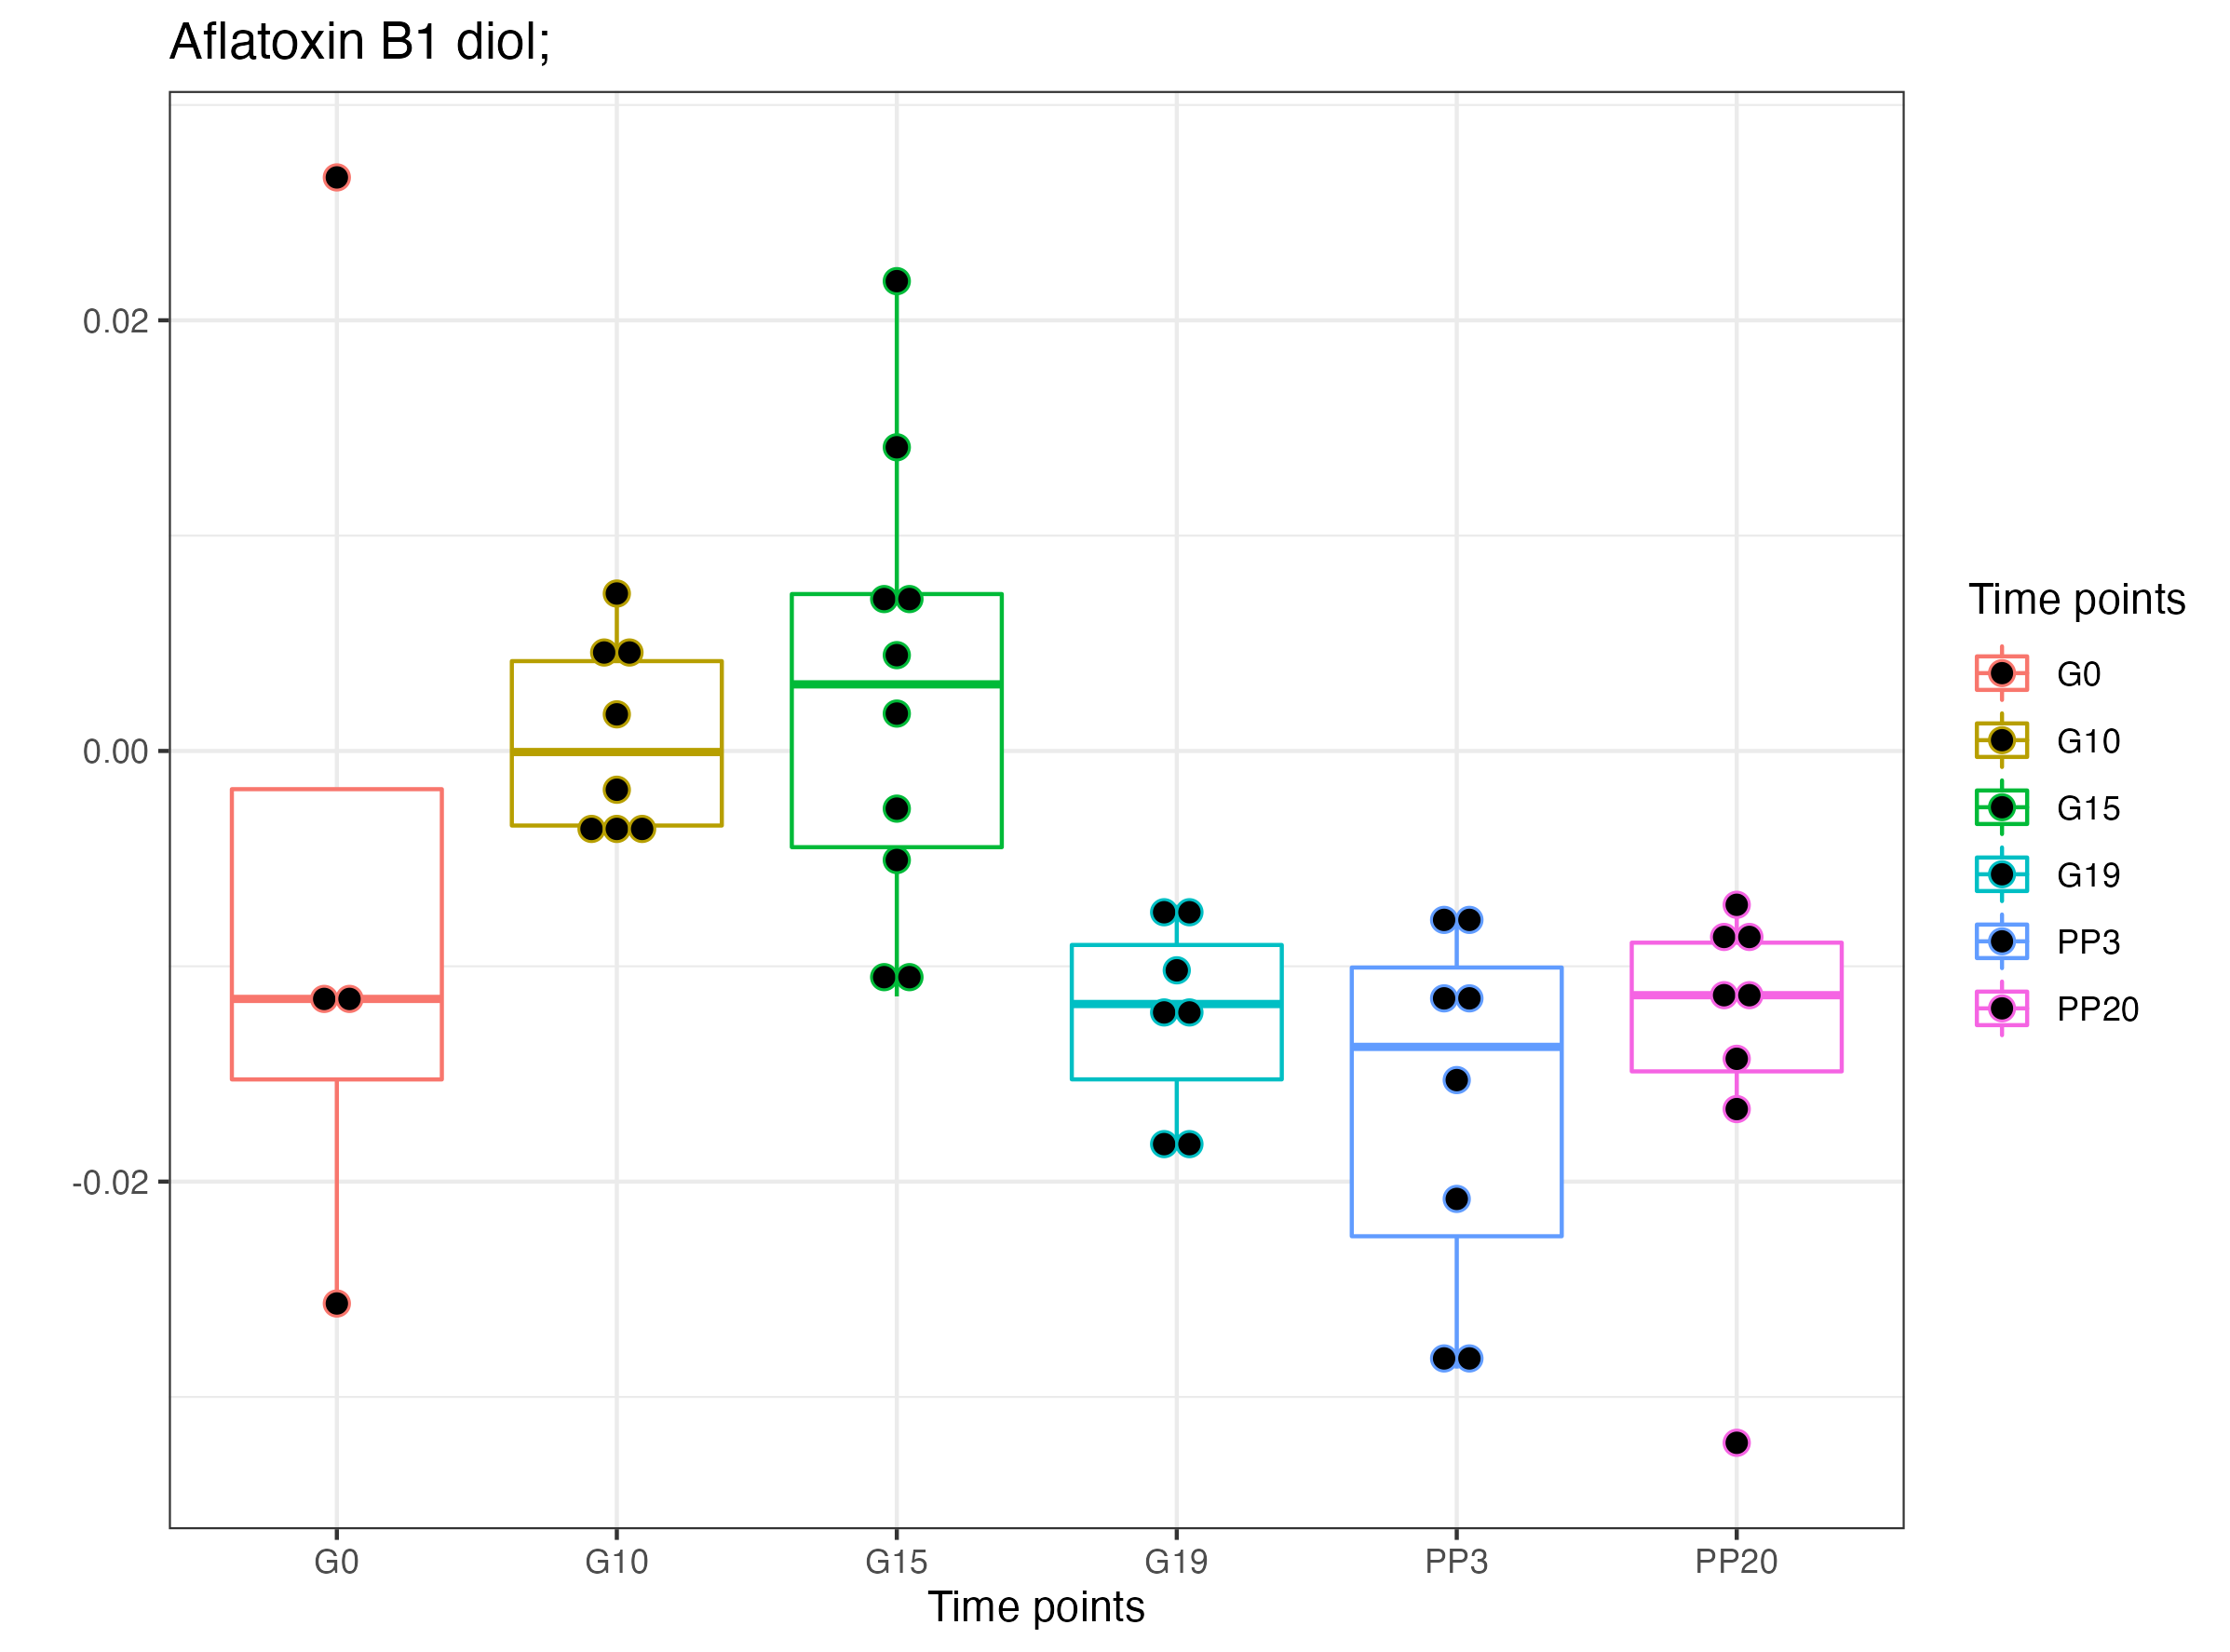 Aflatoxin B1 diol;
0.02
0.00
-0.02
G0 G10 G15 G19 PP3 PP20
Time points
Time points
G0
G10
G15
G19
PP3
PP20